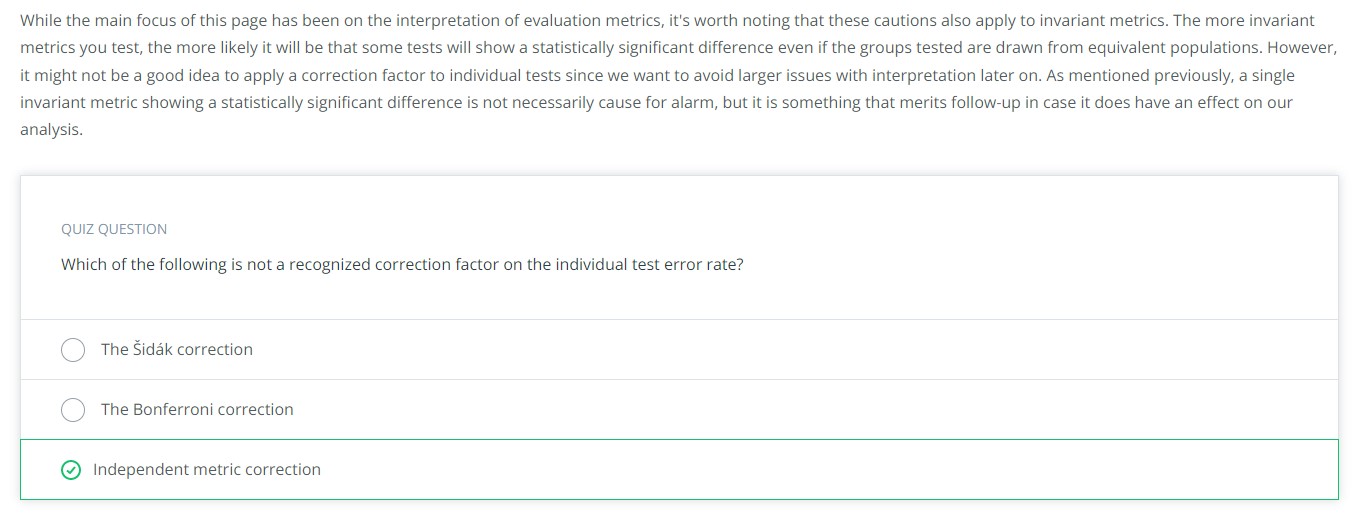 While the main focus of this page has been on the interpretation of evaluation metrics, it's worth noting that these cautions also apply to invariant metrics. The more invariant
metrics you test, the more likely it will be that some tests will show a statistically significant difference even if the groups tested are drawn from equivalent populations. However,
it might not be a good idea to apply a correction factor to individual tests since we want to avoid larger issues with interpretation later on. As mentioned previously, a single
invariant metric showing a statistically significant difference is not necessarily cause for alarm, but it is something that merits follow-up in case it does have an effect on our
analysis.
QUIZ QUESTION
Which of the following is not a recognized correction factor on the individual test error rate?
The Šidák correction
The Bonferroni correction
Independent metric correction